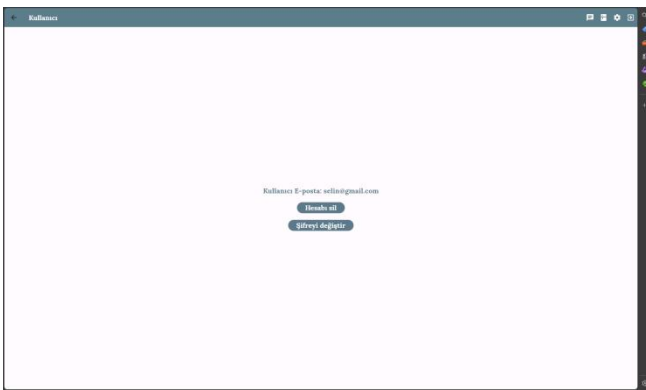 Kullanıcı
Kullanıcı E-posta: selin@gmail.com
Hesabı sil
Şifreyi değiştir